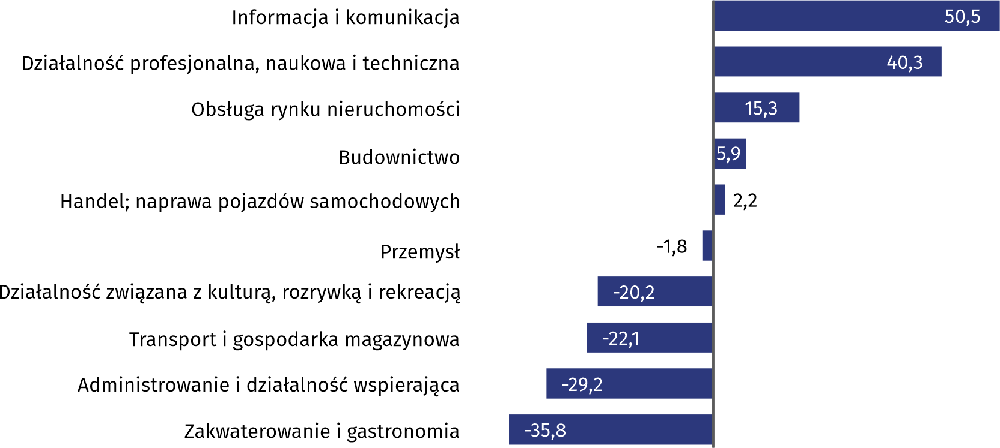 Informacja i komunikacja 50,5
Działalność profesjonalna, naukowa i techniczna 40,3
Obsługa rynku nieruchomości 15,3
Budownictwo 5,9
Handel; naprawa pojazdów samochodowych 2,2
Przemysł -1,8
Działalność związana z kulturą, rozrywką i rekreacją -20,2
Transport i gospodarka magazynowa -22,1
Administrowanie i działalność wspierająca -29,2
Zakwaterowanie i gastronomia -35,8